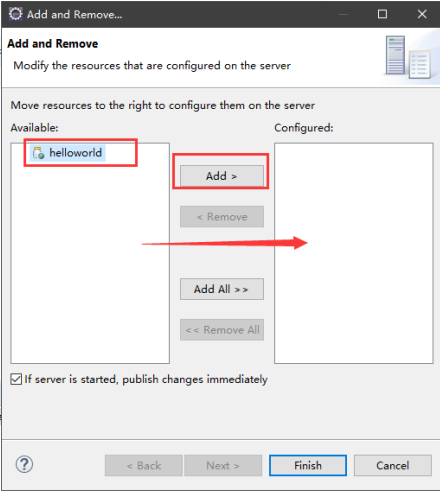 Add and Remove...
Add and Remove
Modify the resources that are configured on the server
Move resources to the right to configure them on the server
Available:
Configured:
helloworld
Add >
< Remove
Add All >>
<< Remove All
If server is started, publish changes immediately
?
< Back
Next >
Finish
Cancel